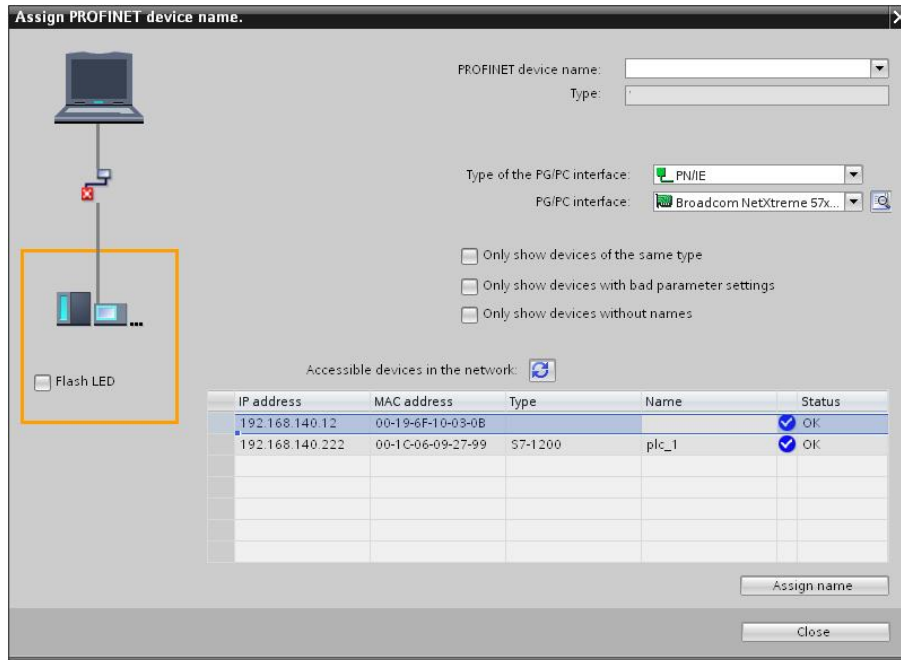 Assign PROFINET device name.
PROFINET device name:
Type:
Type of the PG/PC interface: PN/IE
PG/PC interface: Broadcom NetXtreme 57x...
Only show devices of the same type
Only show devices with bad parameter settings
Only show devices without names
Flash LED
Accessible devices in the network:
IP address MAC address Type Name Status
192.168.140.12 00-19-6F-10-03-0B OK
192.168.140.222 00-1C-06-09-27-99 S7-1200 plc_1 OK
Assign name
Close